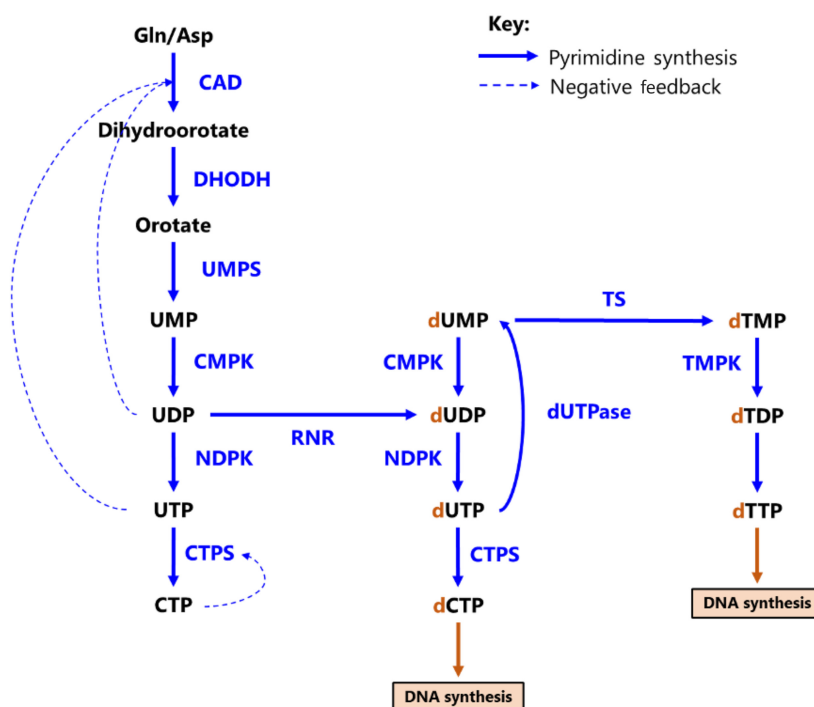 Key:
Pyrimidine synthesis
Negative feedback
Gln/Asp
CAD
Dihydroorotate
DHODH
Orotate
UMPS
UMP
dUMP
TS
dTMP
CMPK
CMPK
TMPK
UDP
RNR
dUDP
dUTPase
dTDP
NDPK
NDPK
UTP
dUTP
dTTP
CTPS
CTPS
CTP
dCTP
DNA synthesis
DNA synthesis